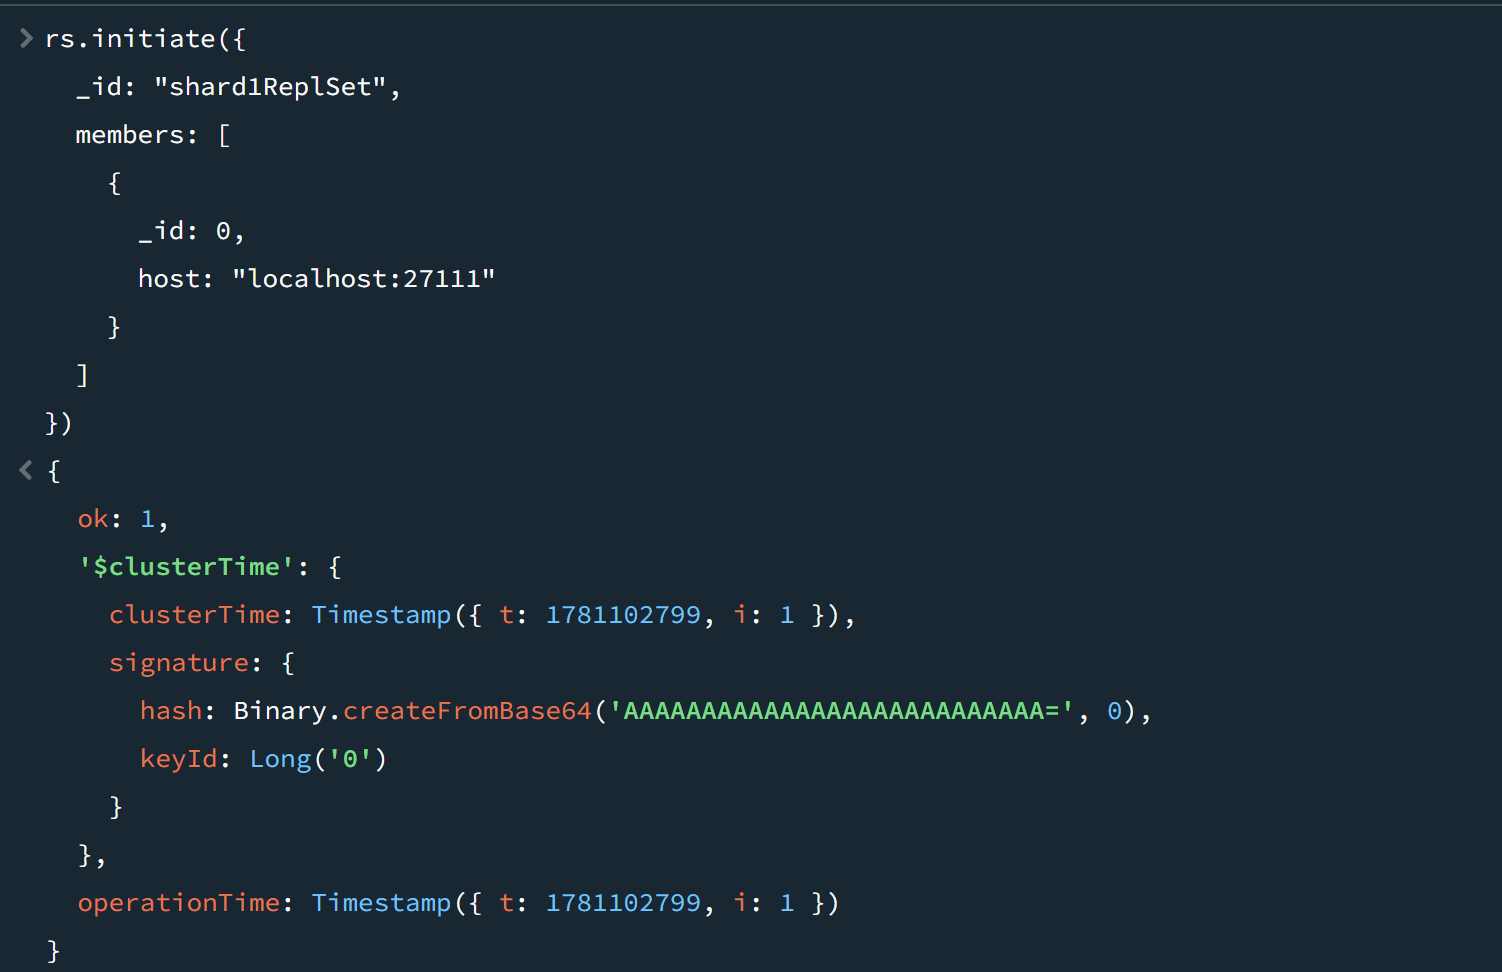 rs.initiate({
_id: "shard1ReplSet",
members: [
{
_id: 0,
host: "localhost:27111"
}
]
})
{
ok: 1,
'$clusterTime': {
clusterTime: Timestamp({ t: 1781102799, i: 1 }),
signature: {
hash: Binary.createFromBase64('AAAAAAAAAAAAAAAAAAAAAAAAAAA=', 0),
keyId: Long('0')
}
},
operationTime: Timestamp({ t: 1781102799, i: 1 })
}